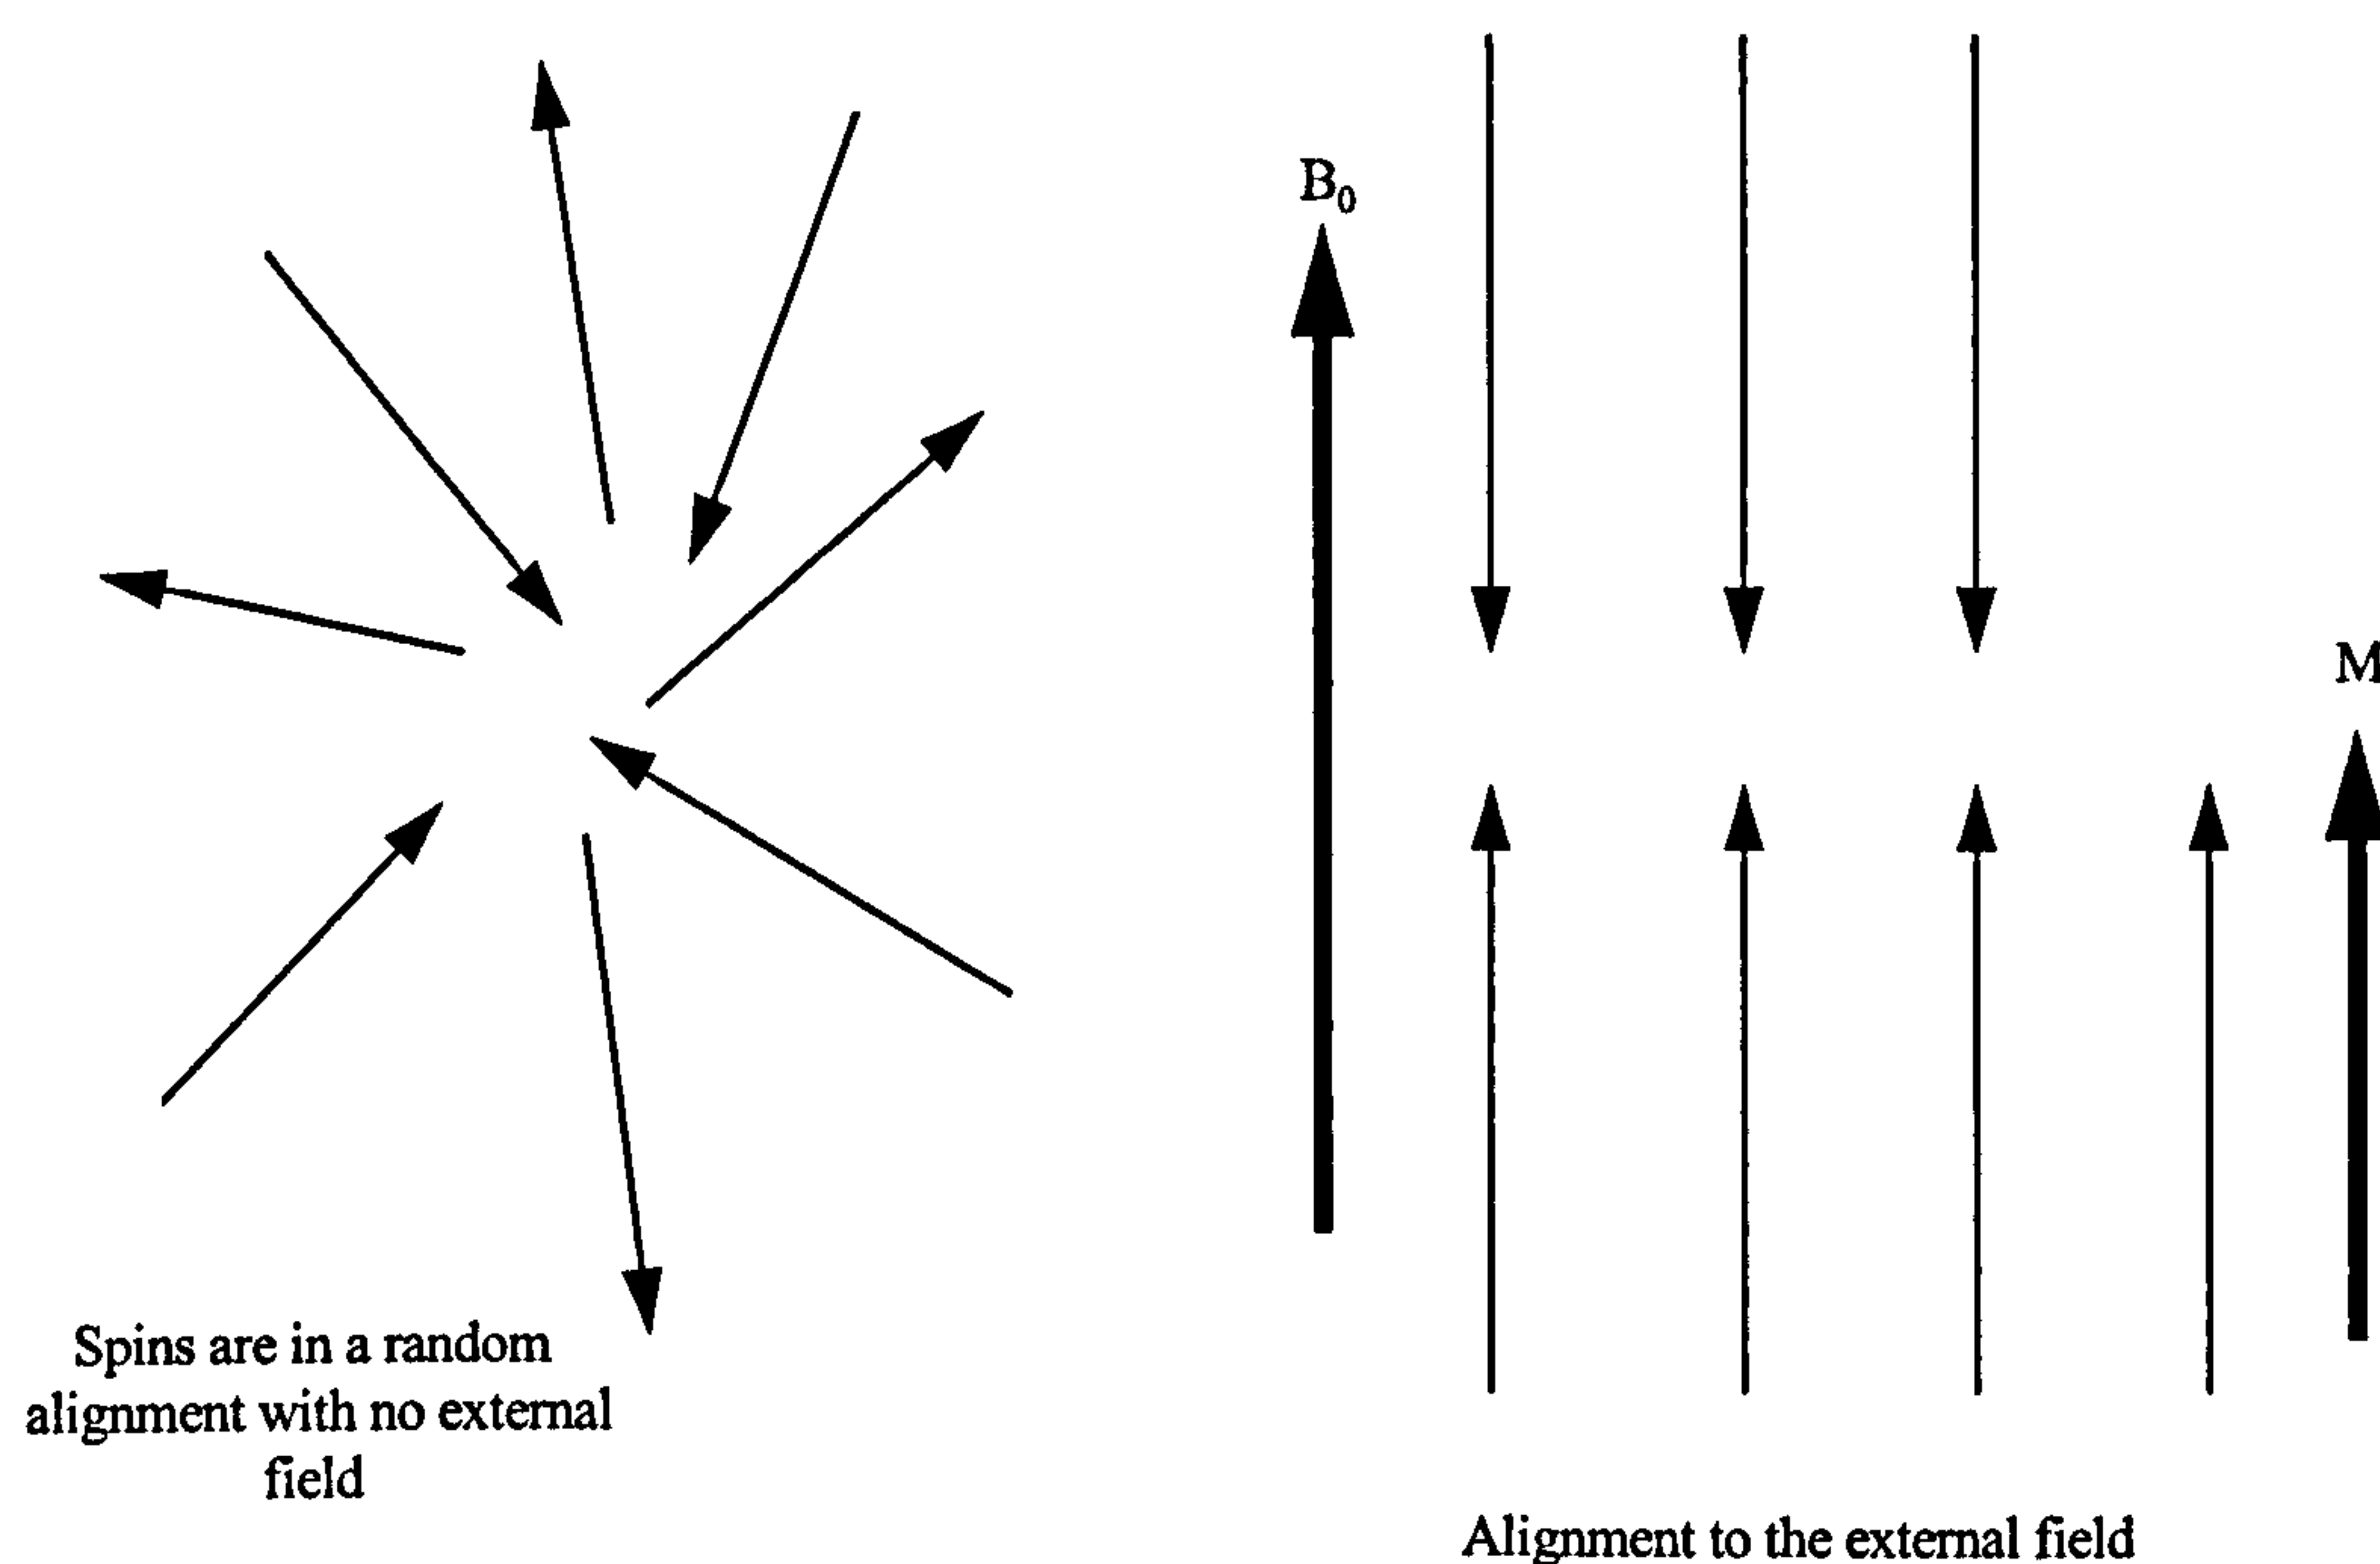 B₀
M
Spins are in a random
alignment with no external
field
Alignment to the external field